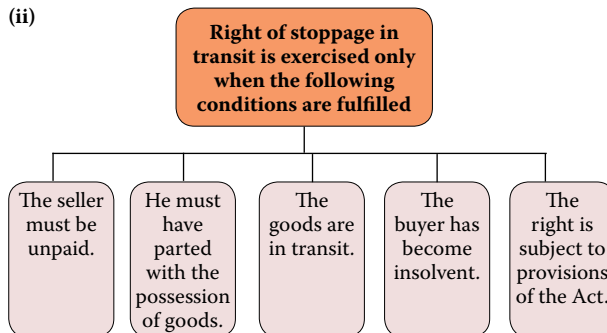 (ii)
Right of stoppage in
transit is exercised only
when the following
conditions are fulfilled
The seller
must be
unpaid.
He must
have
parted
with the
possession
of goods.
The
goods are
in transit.
The
buyer has
become
insolvent.
The
right is
subject to
provisions
of the Act.